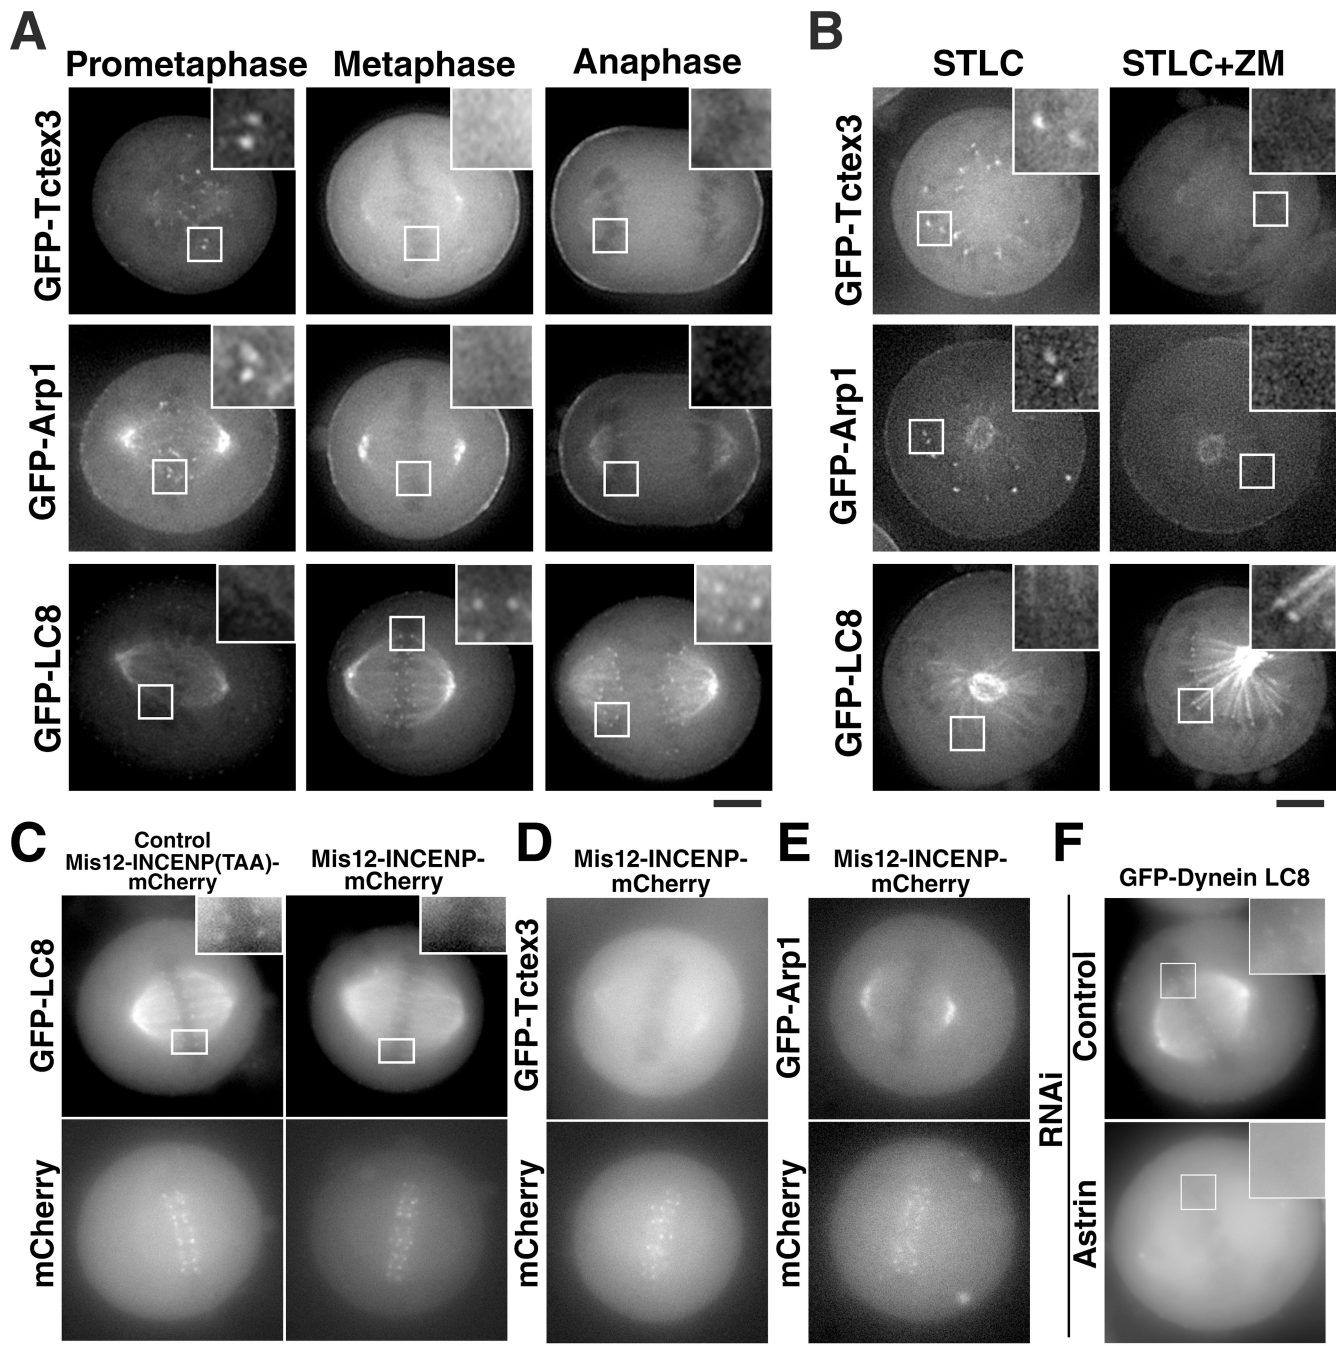 A
Prometaphase Metaphase Anaphase
GFP-Tctex3
GFP-Arp1
GFP-LC8
B
STLC STLC+ZM
GFP-Tctex3
GFP-Arp1
GFP-LC8
C
Control
Mis12-INCENP(TAA)-
mCherry
Mis12-INCENP-
mCherry
GFP-LC8
mCherry
D
Mis12-INCENP-
mCherry
GFP-Tctex3
mCherry
E
Mis12-INCENP-
mCherry
GFP-Arp1
mCherry
F
GFP-Dynein LC8
RNAi
Control
Astrin